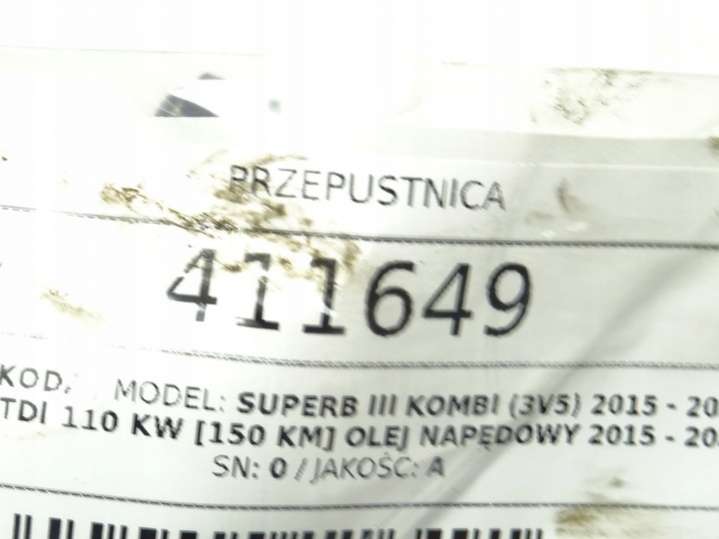 PRZEPUSTNICA
411649
KOD, MODEL: SUPERB III KOMBI (3V5) 2015 - 20
TDI 110 KW [150 KM] OLEJ NAPĘDOWY 2015 - 20
SN: 0 / JAKOŚĆ: A